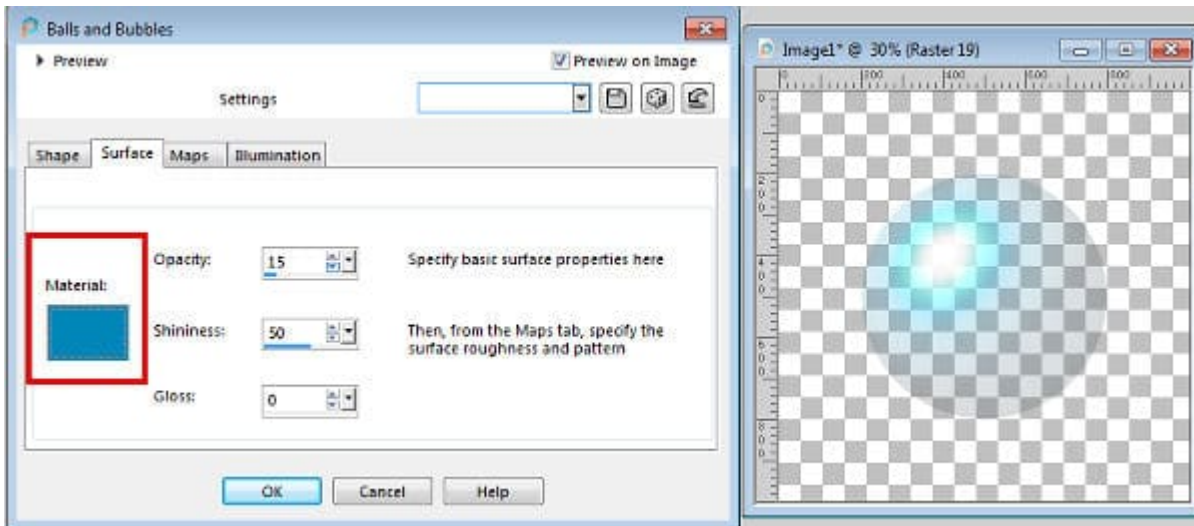 Balls and Bubbles
Preview
Preview on Image
Settings
Shape Surface Maps Illumination
Material:
Opacity: 15
Specify basic surface properties here
Shininess: 50
Then, from the Maps tab, specify the
surface roughness and pattern
Gloss: 0
OK Cancel Help
Image1* @ 30% (Raster 19)